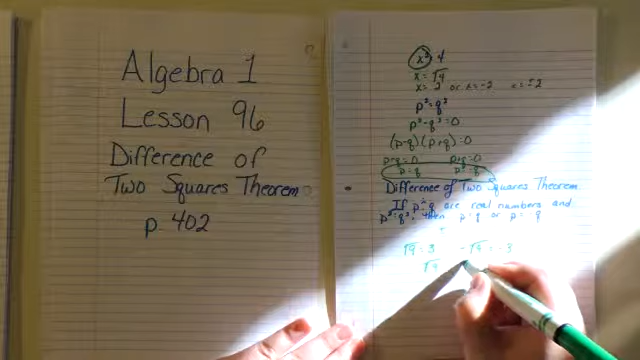 Algebra 1
Lesson 96
Difference of
Two Squares Theorem
p 402
x² = 4
x = √4
x = 2 or x = -2 x = ±2
p² = q²
p² - q² = 0
(p-q)(p+q) = 0
p-q=0 p+q=0
p=q p=-q
Difference of Two Squares Theorem
If p & q are real numbers and
p²=q², then p=q or p=-q
√9 = 3 -√9 = -3
√9